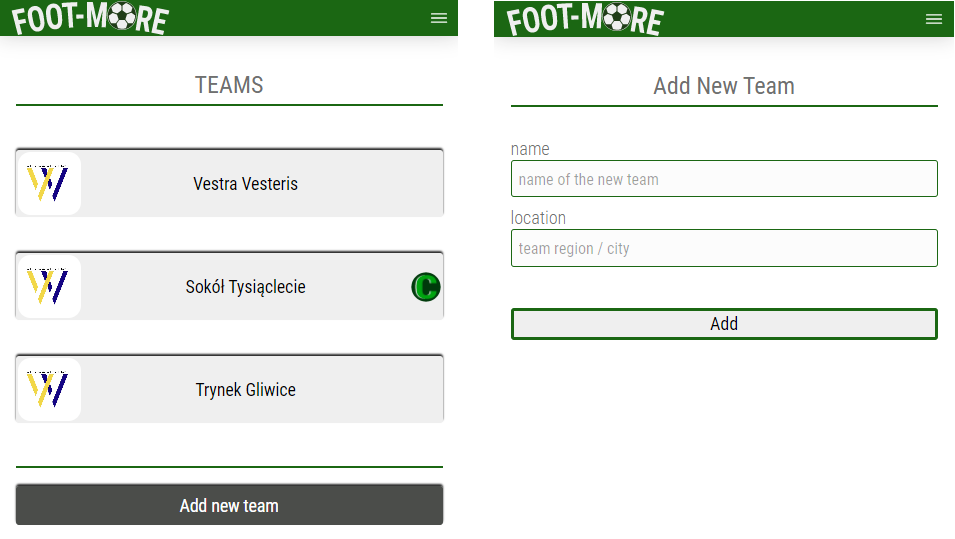 FOOT-MORE
TEAMS
Vestra Vesteris
Sokół Tysiąclecie
C
Trynek Gliwice
Add new team
FOOT-MORE
Add New Team
name
name of the new team
location
team region / city
Add